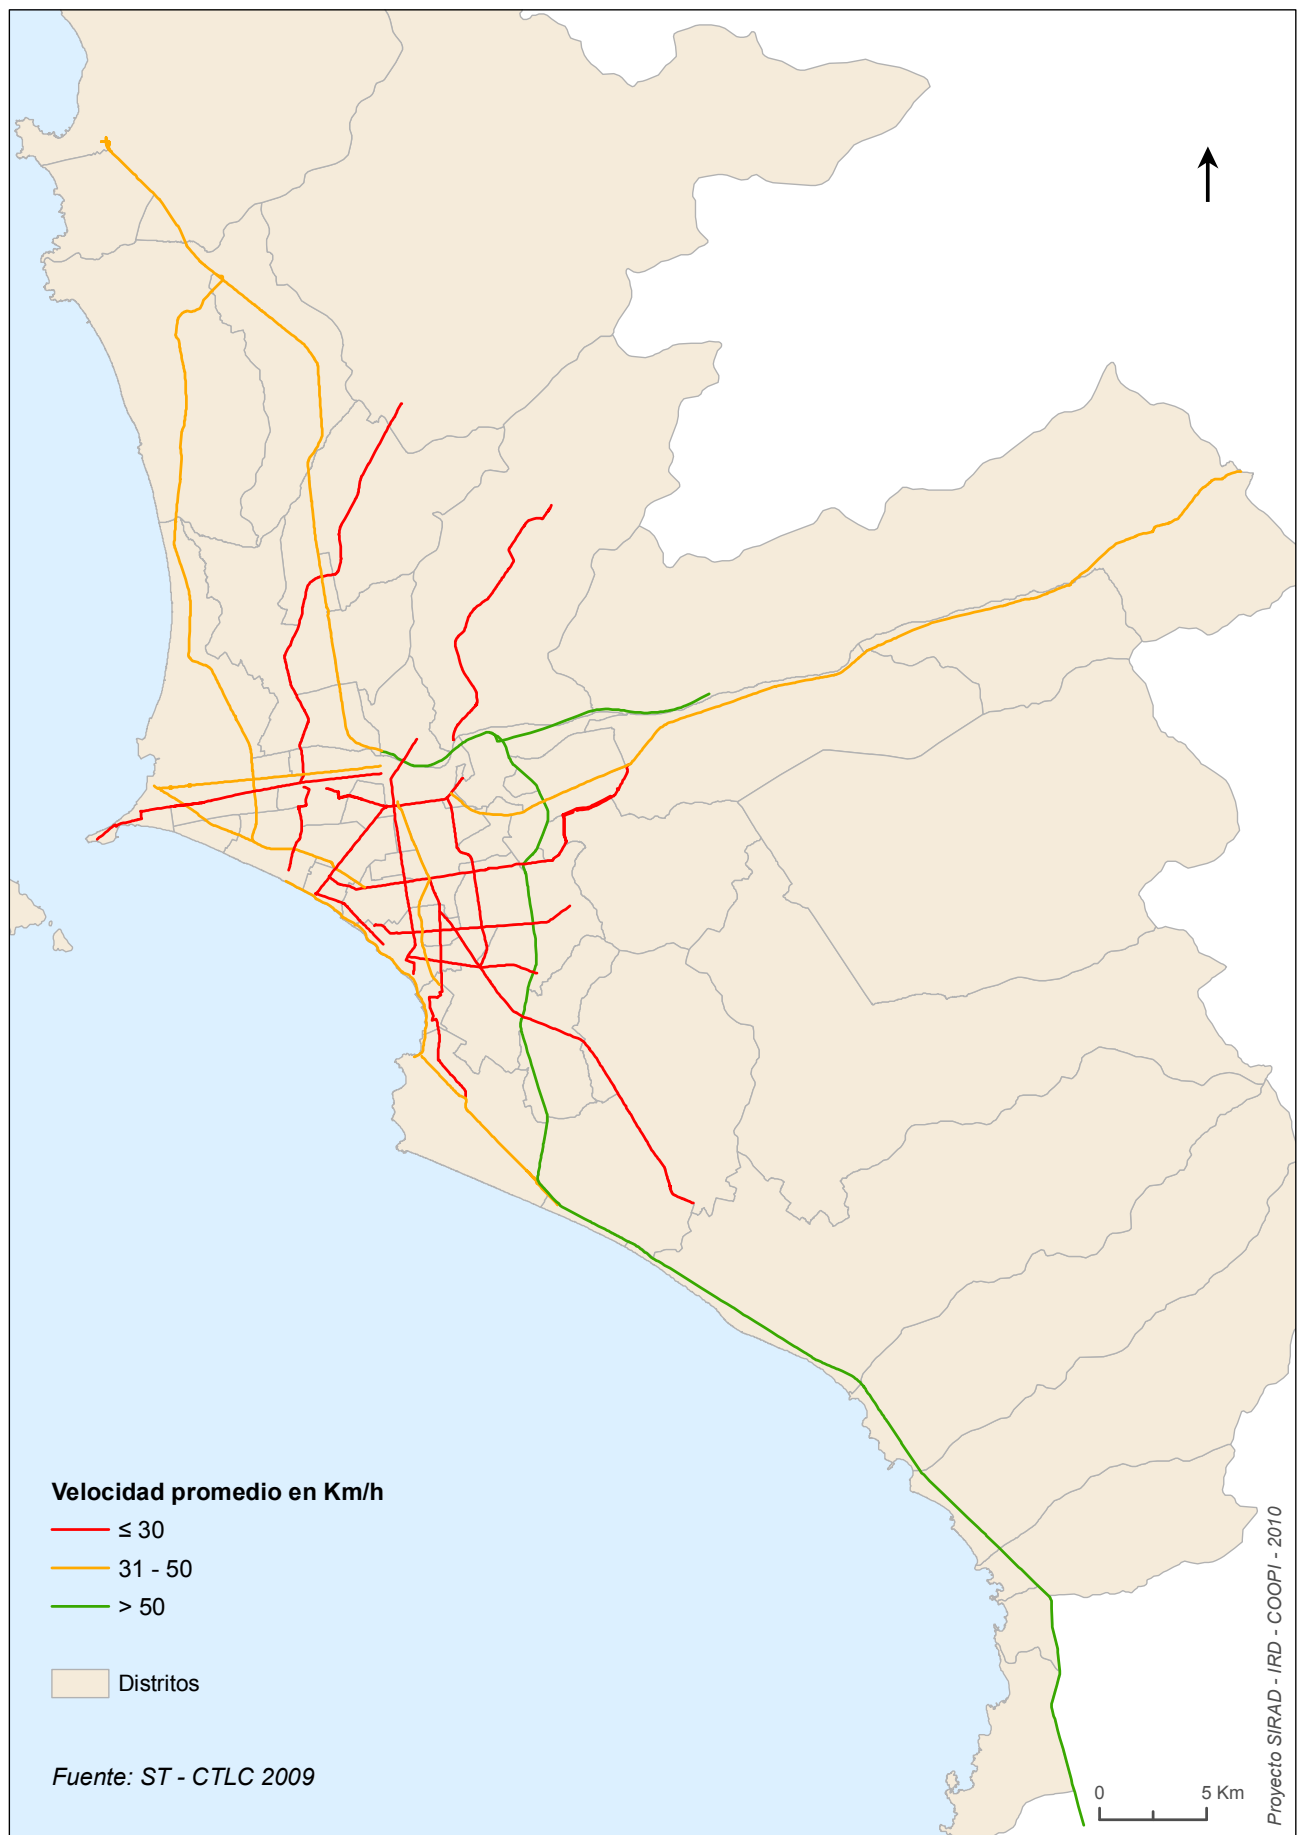 Velocidad promedio en Km/h
≤ 30
31 - 50
> 50
Distritos
Fuente: ST - CTLC 2009
0 5 Km
Proyecto SIRAD - IRD - COOPI - 2010